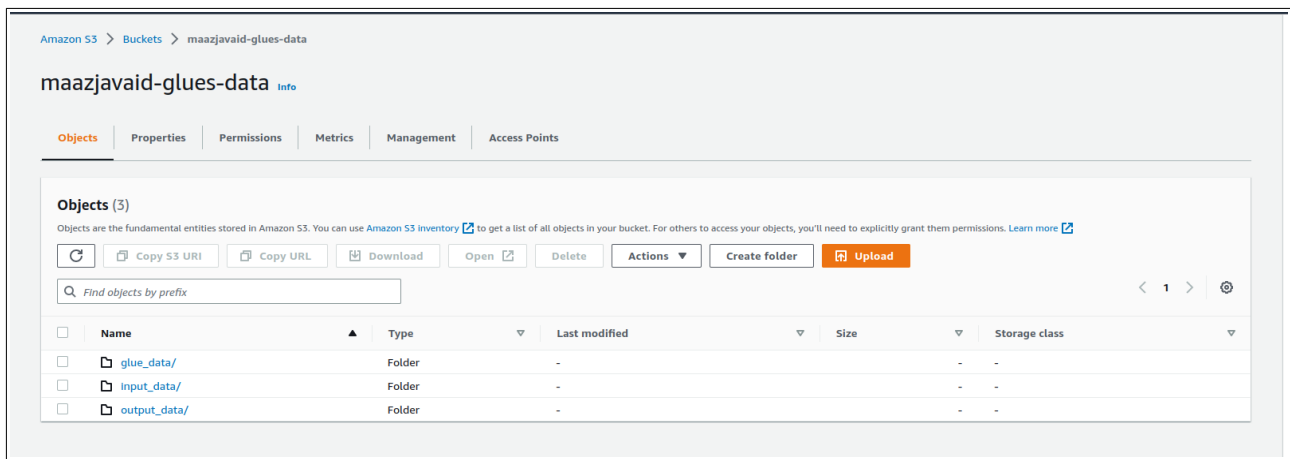 Amazon S3 > Buckets > maazjavaid-glues-data
maazjavaid-glues-data Info
Objects Properties Permissions Metrics Management Access Points
Objects (3)
Objects are the fundamental entities stored in Amazon S3. You can use Amazon S3 inventory to get a list of all objects in your bucket. For others to access your objects, you'll need to explicitly grant them permissions. Learn more
Copy S3 URI Copy URL Download Open Delete Actions Create folder Upload
Find objects by prefix < 1 >
Name Type Last modified Size Storage class
glue_data/ Folder - - -
input_data/ Folder - - -
output_data/ Folder - - -